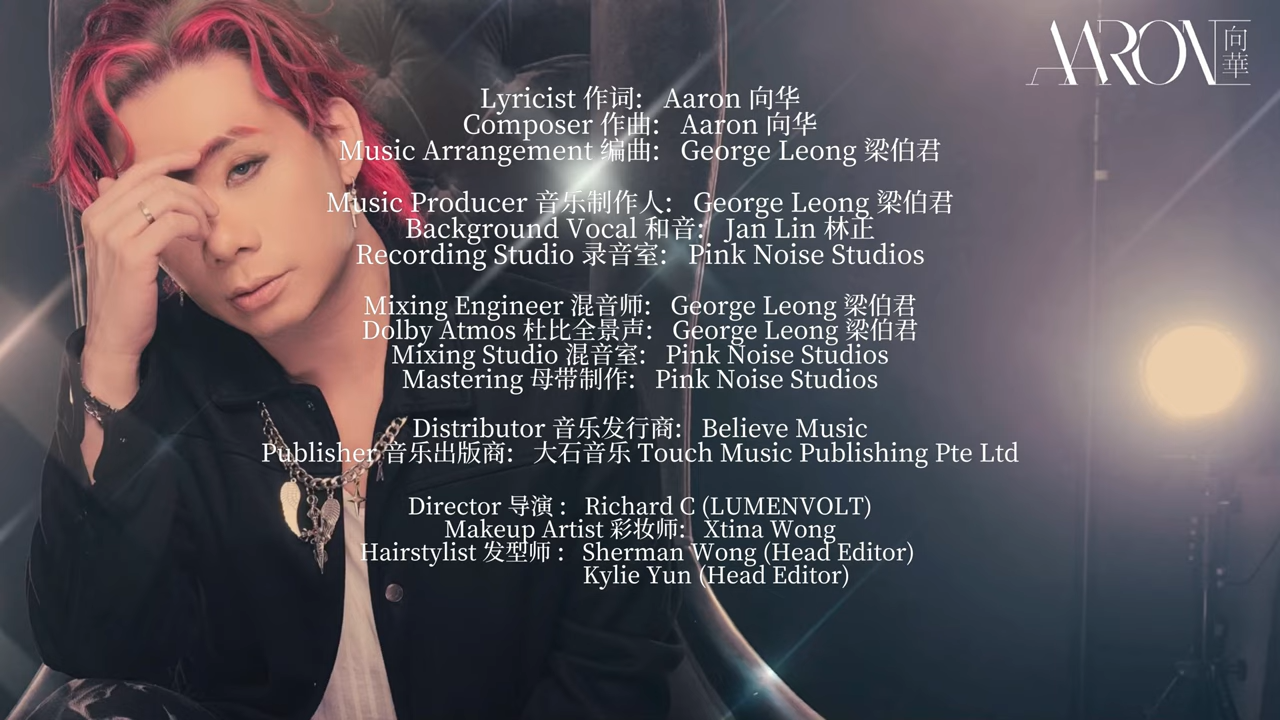 AARON 向華
Lyricist 作词: Aaron 向华
Composer 作曲: Aaron 向华
Music Arrangement 编曲: George Leong 梁伯君
Music Producer 音乐制作人: George Leong 梁伯君
Background Vocal 和音: Jan Lin 林正
Recording Studio 录音室: Pink Noise Studios
Mixing Engineer 混音师: George Leong 梁伯君
Dolby Atmos 杜比全景声: George Leong 梁伯君
Mixing Studio 混音室: Pink Noise Studios
Mastering 母带制作: Pink Noise Studios
Distributor 音乐发行商: Believe Music
Publisher 音乐出版商: 大石音乐 Touch Music Publishing Pte Ltd
Director 导演 : Richard C (LUMENVOLT)
Makeup Artist 彩妆师: Xtina Wong
Hairstylist 发型师 : Sherman Wong (Head Editor)
Kylie Yun (Head Editor)